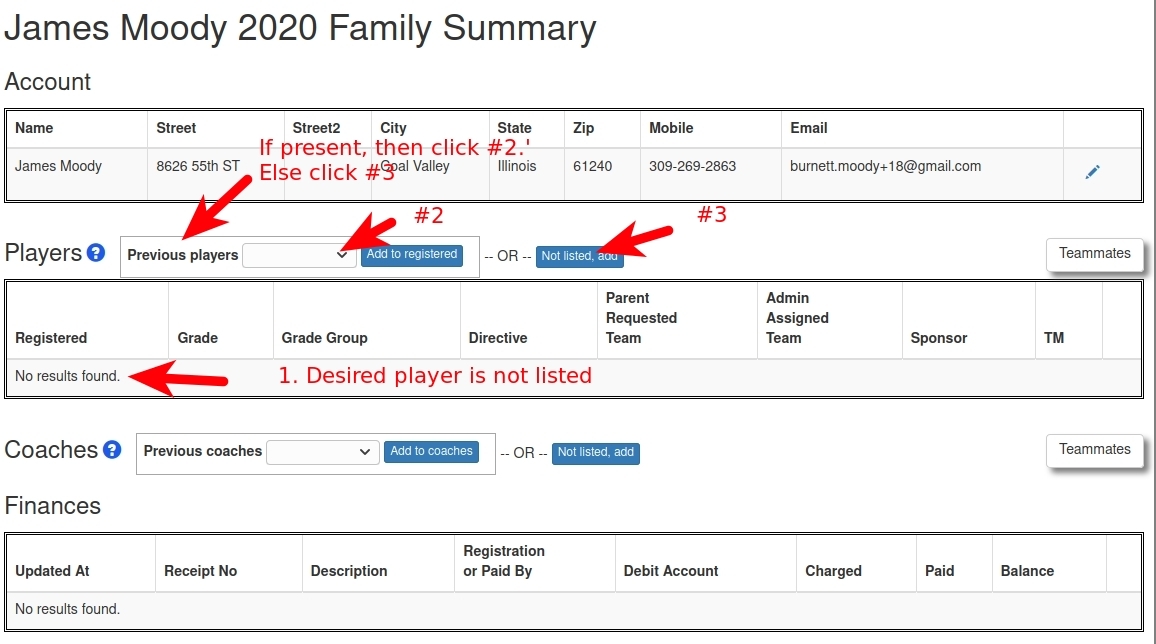 James Moody 2020 Family Summary
Account
Name Street Street2 City State Zip Mobile Email
If present, then click #2.'
James Moody 8626 55th ST Coal Valley Illinois 61240 309-269-2863 burnett.moody+18@gmail.com
Else click #3
#2 #3
Players ? Previous players Add to registered -- OR -- Not listed, add Teammates
Parent Admin
Requested Assigned
Registered Grade Grade Group Directive Team Team Sponsor TM
No results found. 1. Desired player is not listed
Coaches ? Previous coaches Add to coaches -- OR -- Not listed, add Teammates
Finances
Registration
Updated At Receipt No Description or Paid By Debit Account Charged Paid Balance
No results found.